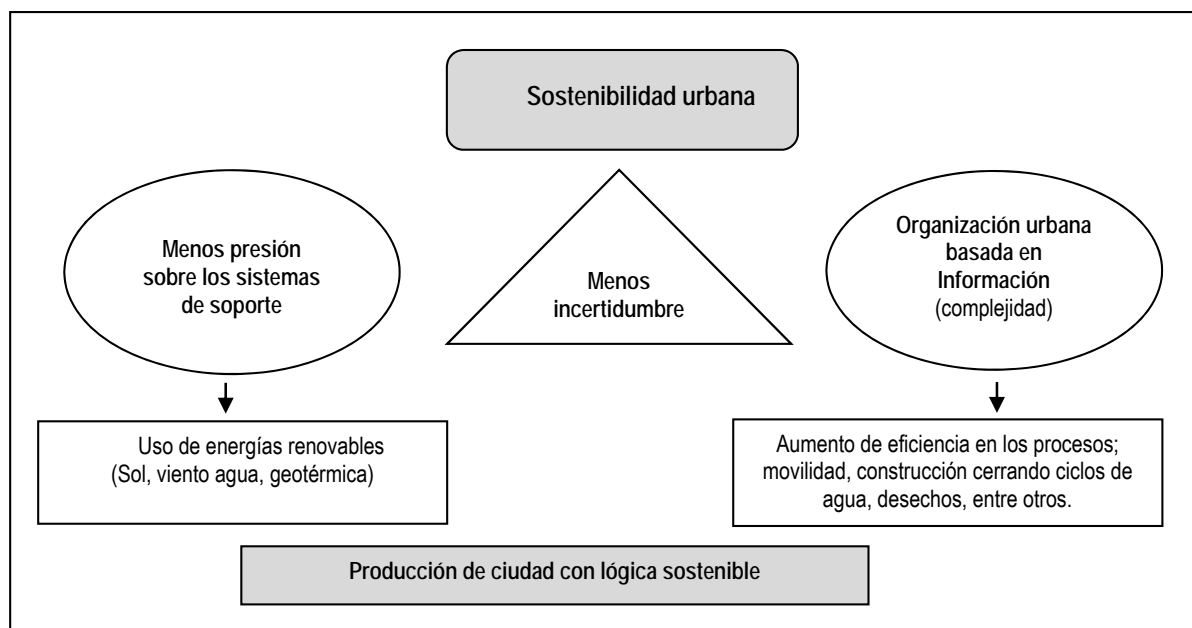 Sostenibilidad urbana
Menos presión
sobre los sistemas
de soporte
Menos
incertidumbre
Organización urbana
basada en
Información
(complejidad)
Uso de energías renovables
(Sol, viento agua, geotérmica)
Aumento de eficiencia en los procesos;
movilidad, construcción cerrando ciclos de
agua, desechos, entre otros.
Producción de ciudad con lógica sostenible